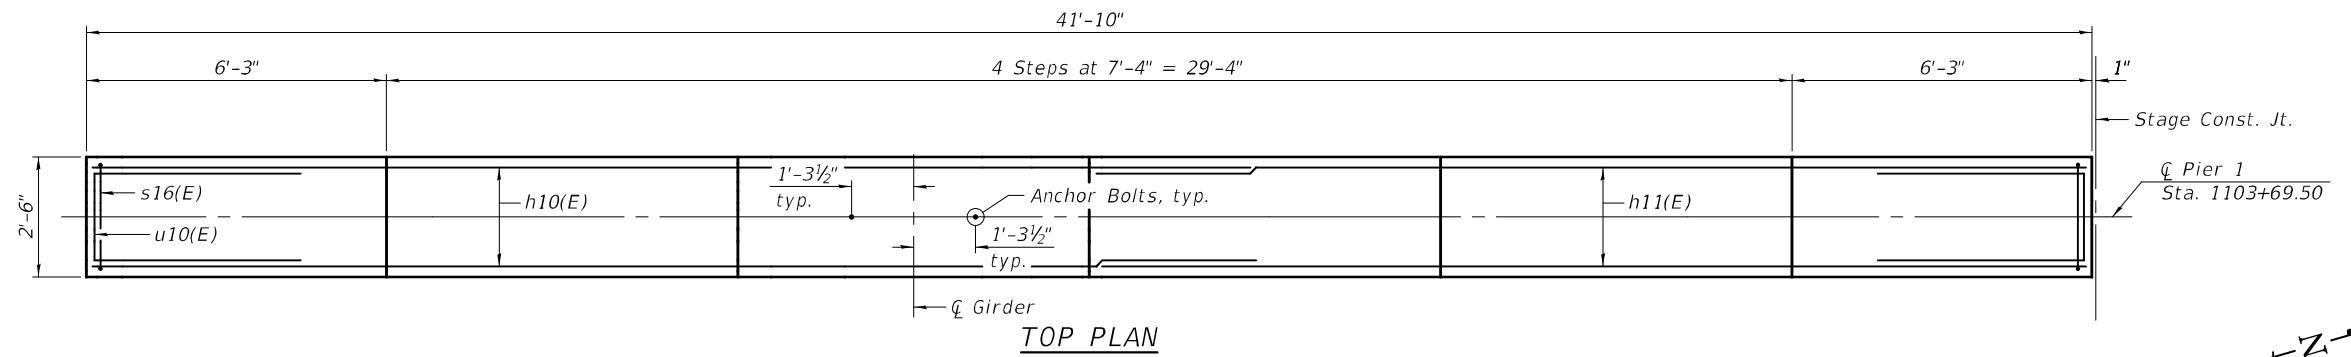 41'-10"
6'-3"
4 Steps at 7'-4" = 29'-4"
6'-3"
1"
Stage Const. Jt.
2'-6"
s16(E)
u10(E)
h10(E)
1'-3½"
typ.
Anchor Bolts, typ.
1'-3½"
typ.
h11(E)
℄ Pier 1
Sta. 1103+69.50
℄ Girder
TOP PLAN
N